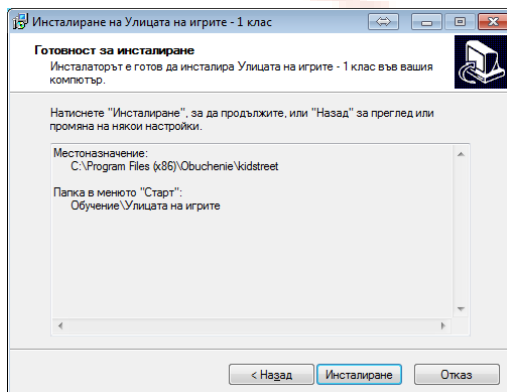 Инсталиране на Улицата на игрите - 1 клас
Готовност за инсталиране
Инсталаторът е готов да инсталира Улицата на игрите - 1 клас във вашия
компютър.
Натиснете "Инсталиране", за да продължите, или "Назад" за преглед или
промяна на някои настройки.
Местоназначение:
C:\Program Files (x86)\Obuchenie\kidstreet
Папка в менюто "Старт":
Обучение\Улицата на игрите
< Назад Инсталиране Отказ